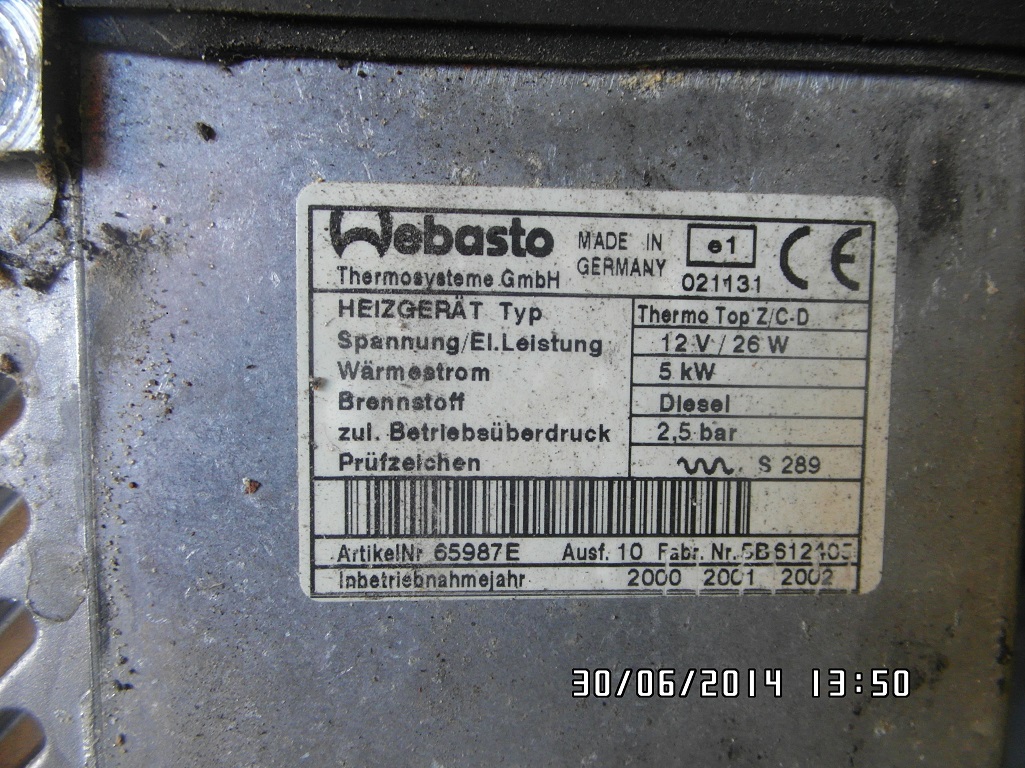 Webasto
Thermosysteme GmbH
MADE IN
GERMANY
e1
021131
CE
HEIZGERÄT Typ Thermo Top Z/C-D
Spannung/El.Leistung 12 V / 26 W
Wärmestrom 5 kW
Brennstoff Diesel
zul. Betriebsüberdruck 2,5 bar
Prüfzeichen S 289
ArtikelNr 65987E Ausf. 10 Fabr. Nr.
Inbetriebnahmejahr 2000 2001 2002
30/06/2014 13:50